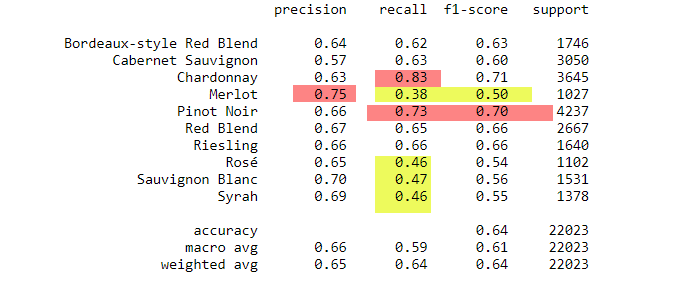 precision recall f1-score support
Bordeaux-style Red Blend 0.64 0.62 0.63 1746
Cabernet Sauvignon 0.57 0.63 0.60 3050
Chardonnay 0.63 0.83 0.71 3645
Merlot 0.75 0.38 0.50 1027
Pinot Noir 0.66 0.73 0.70 4237
Red Blend 0.67 0.65 0.66 2667
Riesling 0.66 0.66 0.66 1640
Rosé 0.65 0.46 0.54 1102
Sauvignon Blanc 0.70 0.47 0.56 1531
Syrah 0.69 0.46 0.55 1378
accuracy 0.64 22023
macro avg 0.66 0.59 0.61 22023
weighted avg 0.65 0.64 0.64 22023